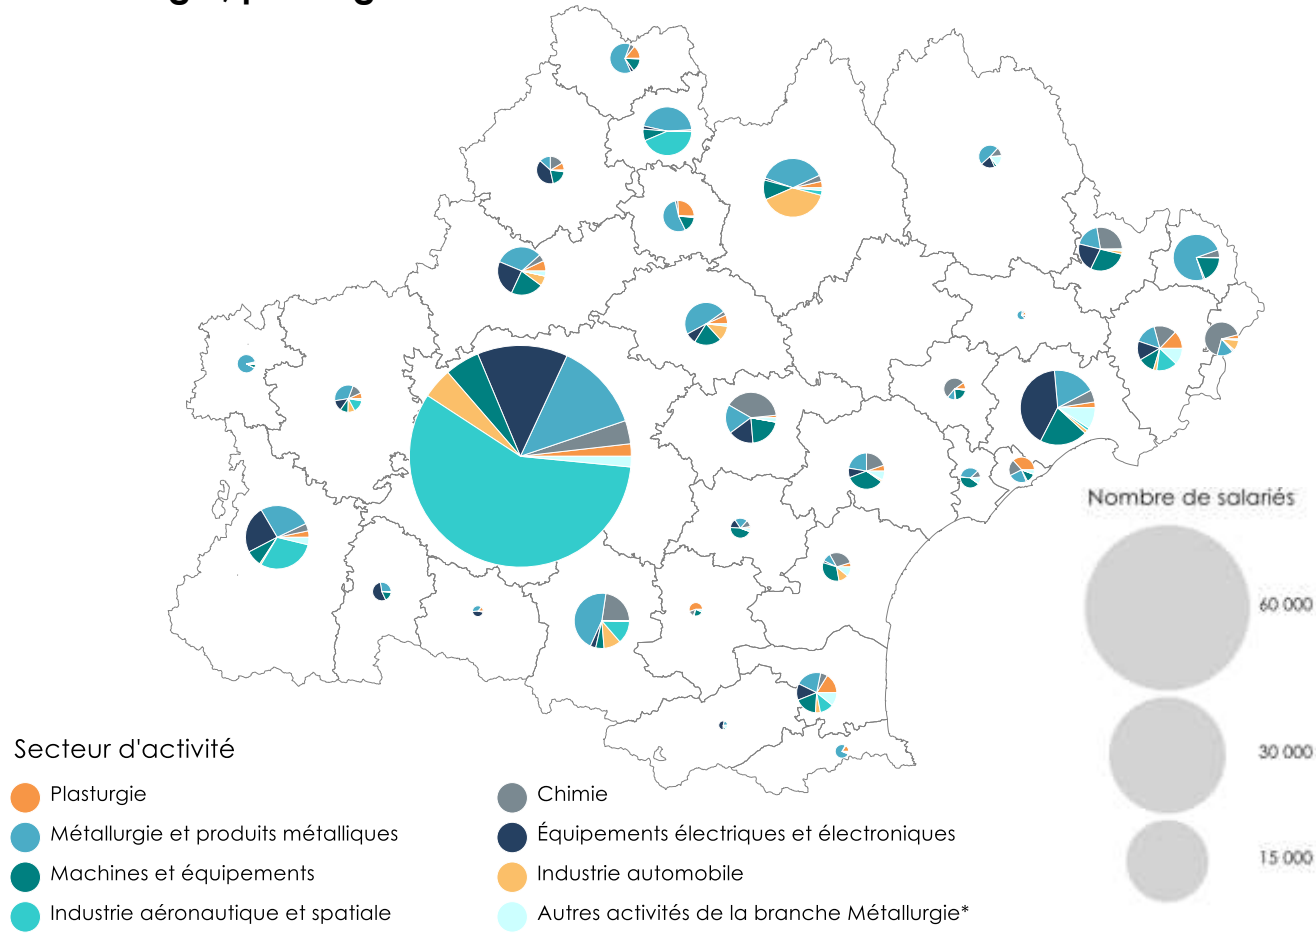 Nombre de salariés
60 000
30 000
15 000
Secteur d'activité
Plasturgie
Métallurgie et produits métalliques
Machines et équipements
Industrie aéronautique et spatiale
Chimie
Équipements électriques et électroniques
Industrie automobile
Autres activités de la branche Métallurgie*